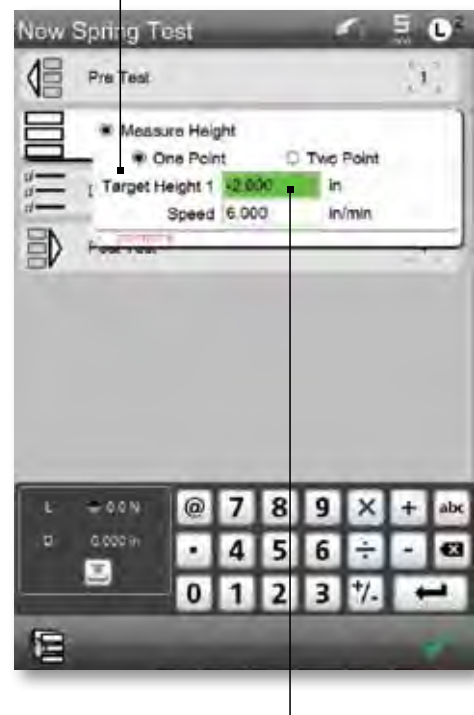 New Spring Test
L
Pre Test
1
Measure Height
One Point Two Point
Target Height 1 -2.000 in
Speed 6.000 in/min
Post Test
L 0.0 N
D 0.000 in
@ 7 8 9 × + abc
. 4 5 6 ÷ -
0 1 2 3 +/-